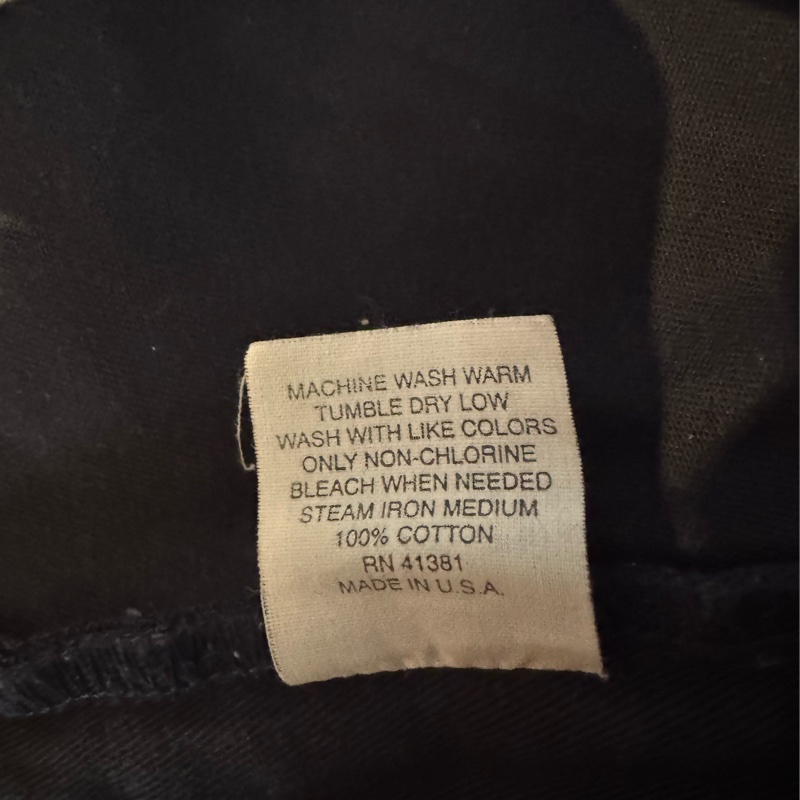 MACHINE WASH WARM
TUMBLE DRY LOW
WASH WITH LIKE COLORS
ONLY NON-CHLORINE
BLEACH WHEN NEEDED
STEAM IRON MEDIUM
100% COTTON
RN 41381
MADE IN U.S.A.